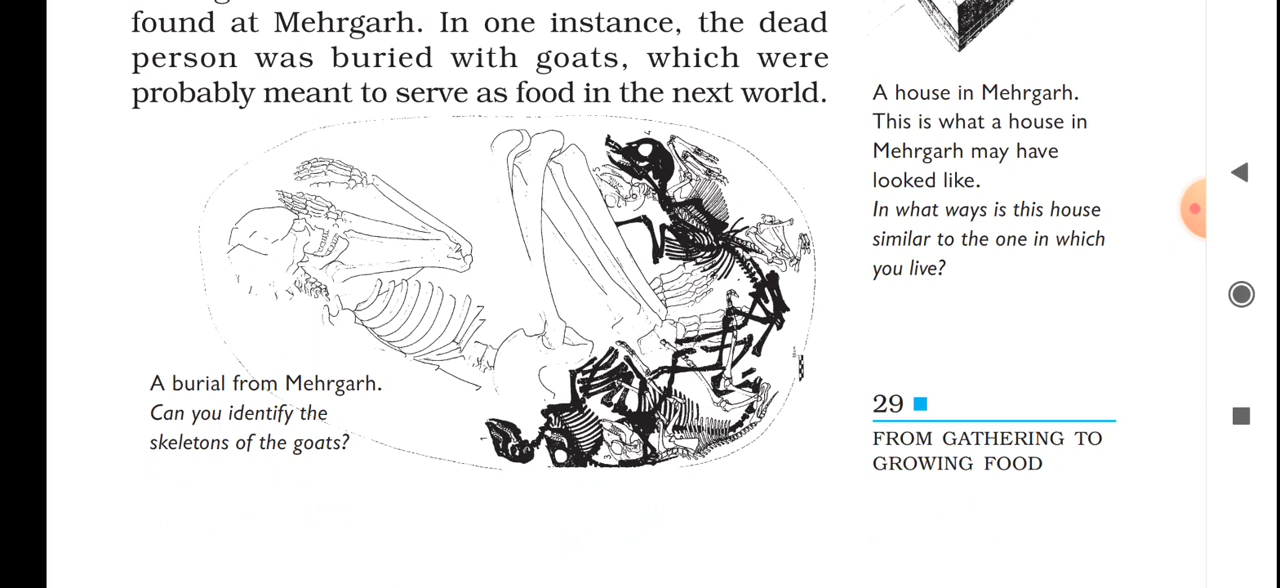 found at Mehrgarh. In one instance, the dead
person was buried with goats, which were
probably meant to serve as food in the next world.
A house in Mehrgarh.
This is what a house in
Mehrgarh may have
looked like.
In what ways is this house
similar to the one in which
you live?
A burial from Mehrgarh.
Can you identify the
skeletons of the goats?
29
FROM GATHERING TO
GROWING FOOD